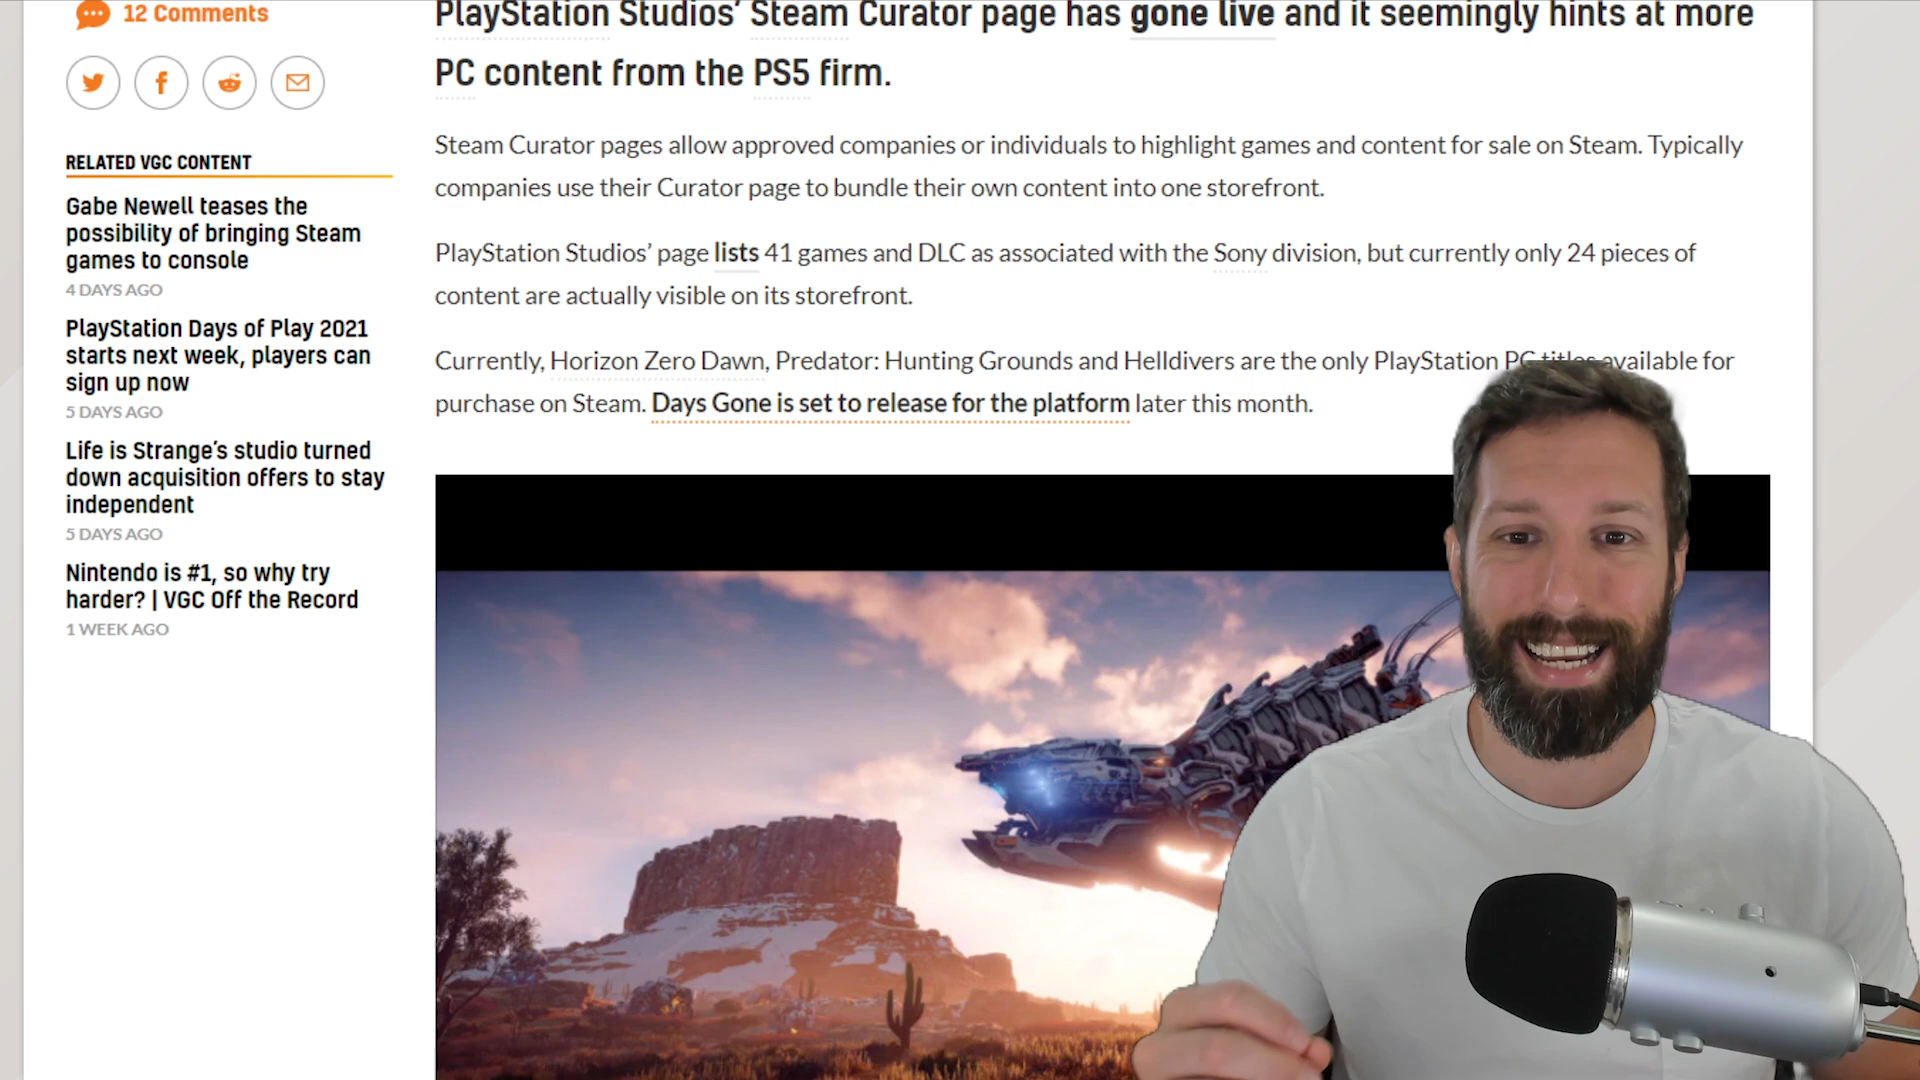 12 Comments
RELATED VGC CONTENT
Gabe Newell teases the
possibility of bringing Steam
games to console
4 DAYS AGO
PlayStation Days of Play 2021
starts next week, players can
sign up now
5 DAYS AGO
Life is Strange's studio turned
down acquisition offers to stay
independent
5 DAYS AGO
Nintendo is #1, so why try
harder? | VGC Off the Record
1 WEEK AGO
PlayStation Studios' Steam Curator page has gone live and it seemingly hints at more
PC content from the PS5 firm.
Steam Curator pages allow approved companies or individuals to highlight games and content for sale on Steam. Typically
companies use their Curator page to bundle their own content into one storefront.
PlayStation Studios' page lists 41 games and DLC as associated with the Sony division, but currently only 24 pieces of
content are actually visible on its storefront.
Currently, Horizon Zero Dawn, Predator: Hunting Grounds and Helldivers are the only PlayStation PC titles available for
purchase on Steam. Days Gone is set to release for the platform later this month.